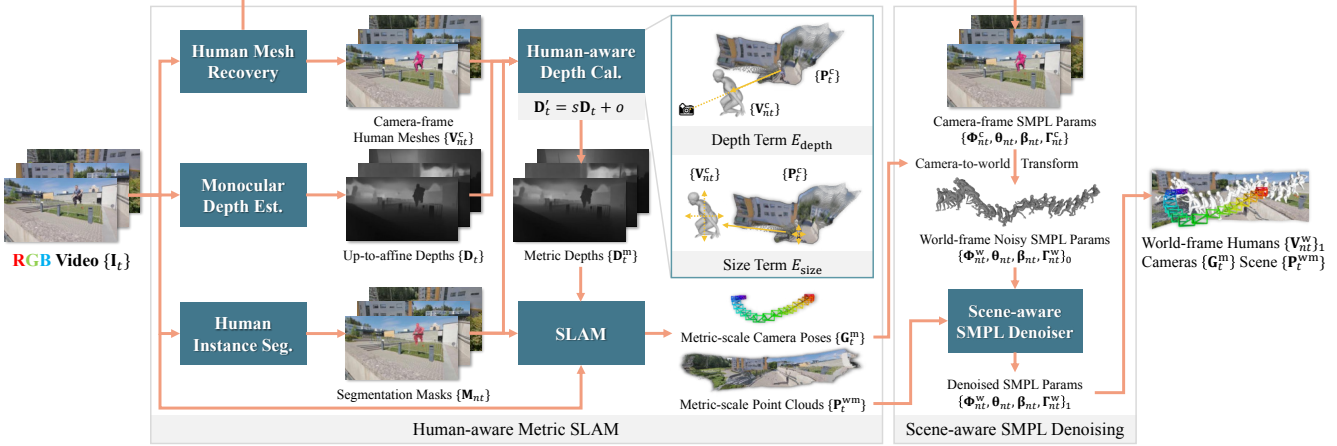 RGB Video {I_t}
Human Mesh
Recovery
Monocular
Depth Est.
Human
Instance Seg.
Camera-frame
Human Meshes {V^c_nt}
Up-to-affine Depths {D_t}
Segmentation Masks {M_nt}
Human-aware
Depth Cal.
D′_t = sD_t + o
Metric Depths {D^m_t}
SLAM
{P^c_t}
{V^c_nt}
Depth Term E_depth
{V^c_nt}
{P^c_t}
Size Term E_size
Metric-scale Camera Poses {G^m_t}
Metric-scale Point Clouds {P^wm_t}
Human-aware Metric SLAM
Camera-frame SMPL Params
{Φ^c_nt, θ_nt, β_nt, Γ^c_nt}
Camera-to-world Transform
World-frame Noisy SMPL Params
{Φ^w_nt, θ_nt, β_nt, Γ^w_nt}_0
Scene-aware
SMPL Denoiser
Denoised SMPL Params
{Φ^w_nt, θ_nt, β_nt, Γ^w_nt}_1
Scene-aware SMPL Denoising
World-frame Humans {V^w_nt}_1
Cameras {G^m_t} Scene {P^wm_t}